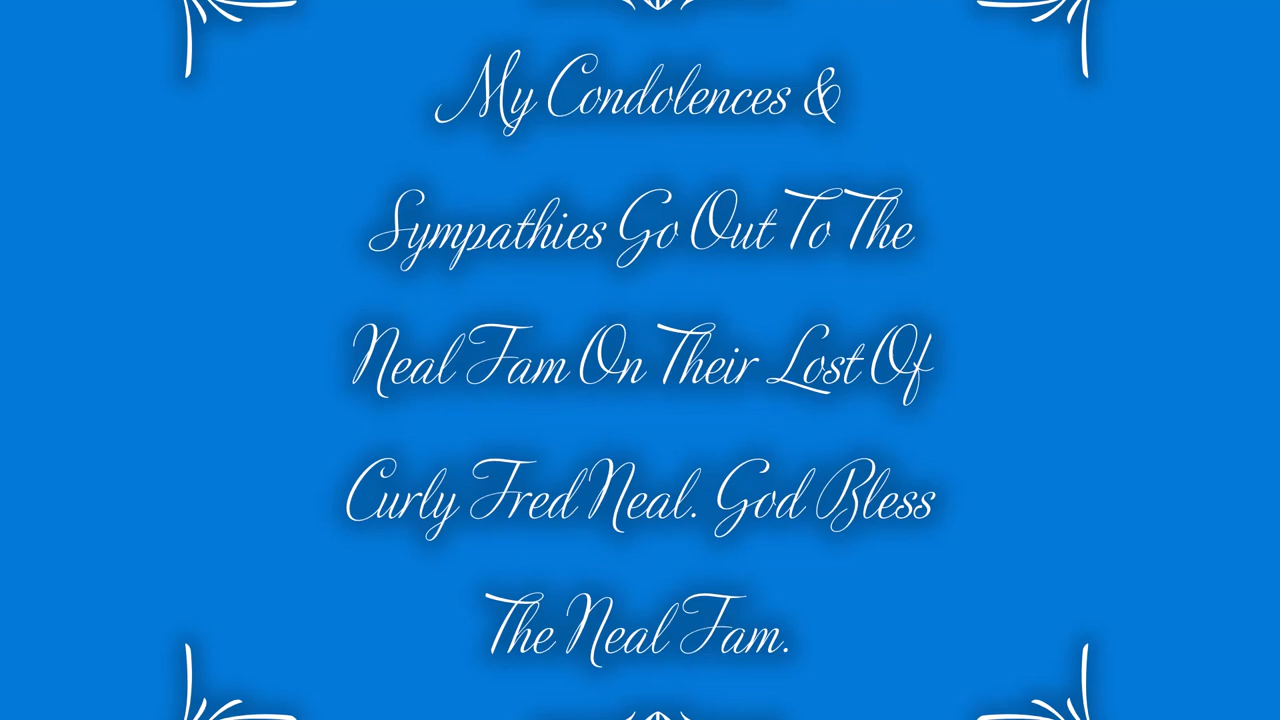 My Condolences &
Sympathies Go Out To The
Neal Fam On Their Lost Of
Curly Fred Neal. God Bless
The Neal Fam.